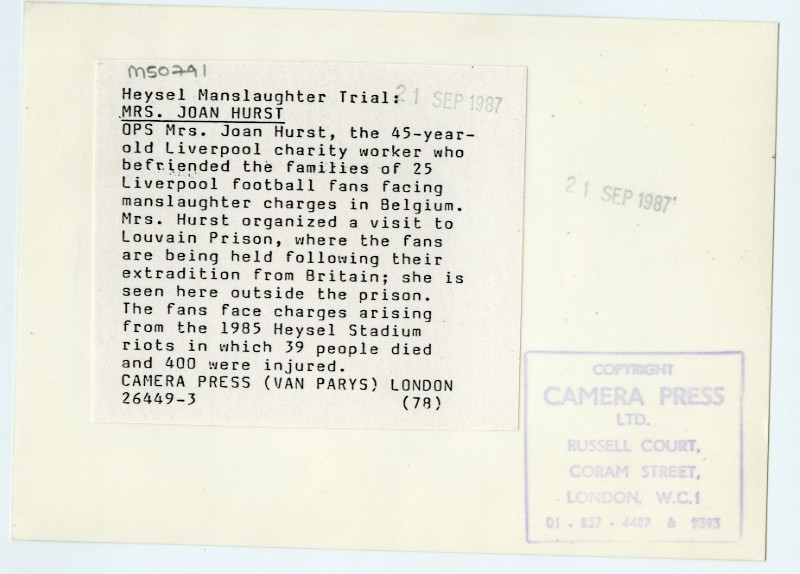 M50791
Heysel Manslaughter Trial:
21 SEP 1987
MRS. JOAN HURST
OPS Mrs. Joan Hurst, the 45-year-
old Liverpool charity worker who
befriended the families of 25
Liverpool football fans facing
manslaughter charges in Belgium.
Mrs. Hurst organized a visit to
Louvain Prison, where the fans
are being held following their
extradition from Britain; she is
seen here outside the prison.
The fans face charges arising
from the 1985 Heysel Stadium
riots in which 39 people died
and 400 were injured.
CAMERA PRESS (VAN PARYS) LONDON
26449-3 (78)
21 SEP 1987
COPYRIGHT
CAMERA PRESS
LTD.
RUSSELL COURT,
CORAM STREET,
LONDON, W.C.1
01 - 837 - & 9393